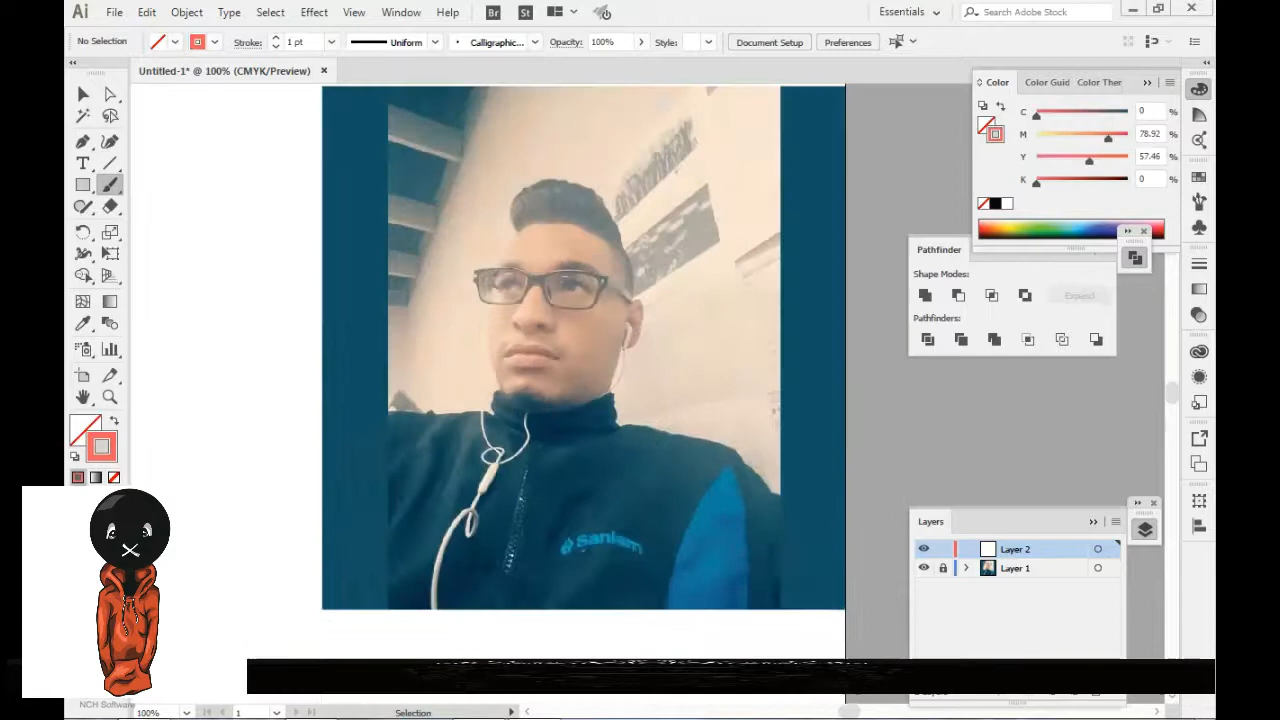 Ai File Edit Object Type Select Effect View Window Help Br St Essentials Search Adobe Stock
No Selection Stroke: 1 pt Uniform Calligraphic... Opacity: 100% Style: Document Setup Preferences
Untitled-1* @ 100% (CMYK/Preview)
Color Color Guid Color Ther
C 0 %
M 78.92 %
Y 57.46 %
K 0 %
Pathfinder
Shape Modes:
Expand
Pathfinders:
Sanlam
Layers
Layer 2
Layer 1
NCH Software
100% 1 Selection